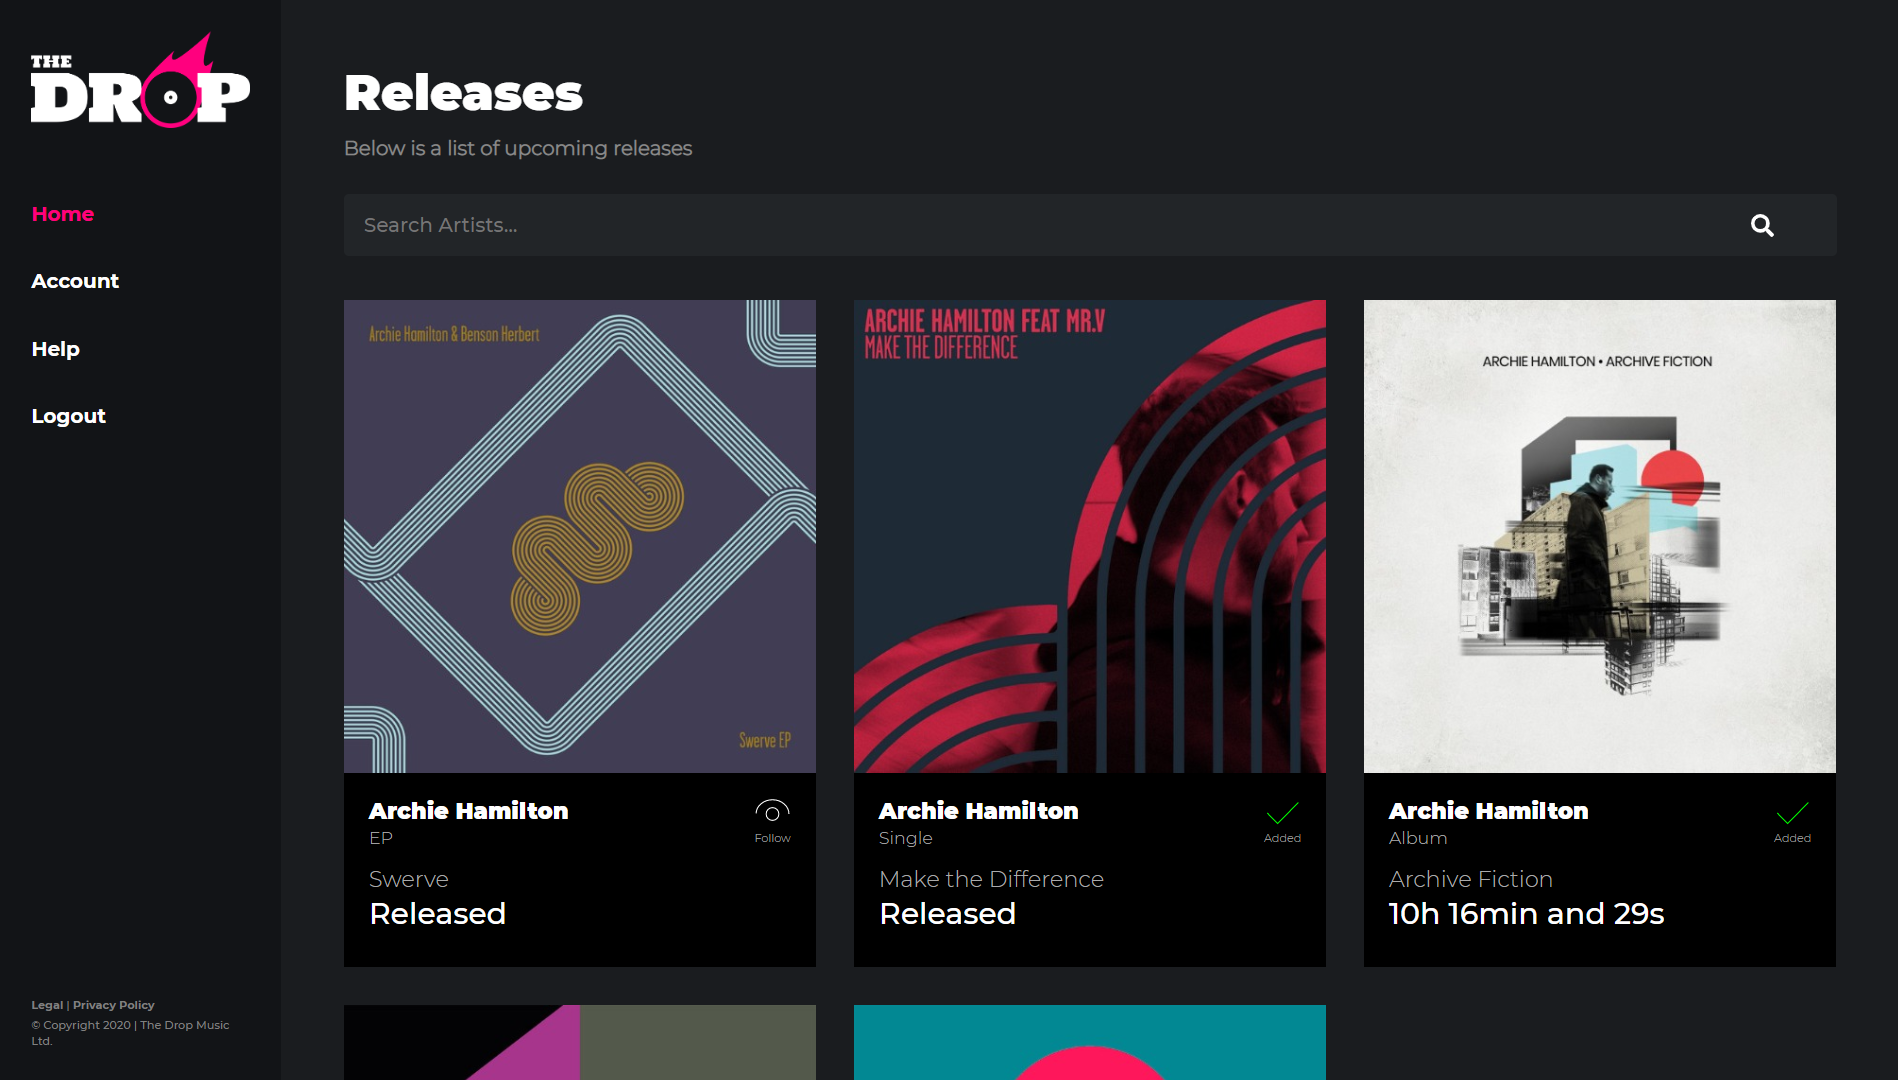 THE
DROP
Home
Account
Help
Logout
Legal | Privacy Policy
© Copyright 2020 | The Drop Music
Ltd.
Releases
Below is a list of upcoming releases
Search Artists...
Archie Hamilton & Benson Herbert
Swerve EP
Archie Hamilton
EP
Follow
Swerve
Released
ARCHIE HAMILTON FEAT MR.V
MAKE THE DIFFERENCE
Archie Hamilton
Single
Added
Make the Difference
Released
ARCHIE HAMILTON • ARCHIVE FICTION
Archie Hamilton
Album
Added
Archive Fiction
10h 16min and 29s